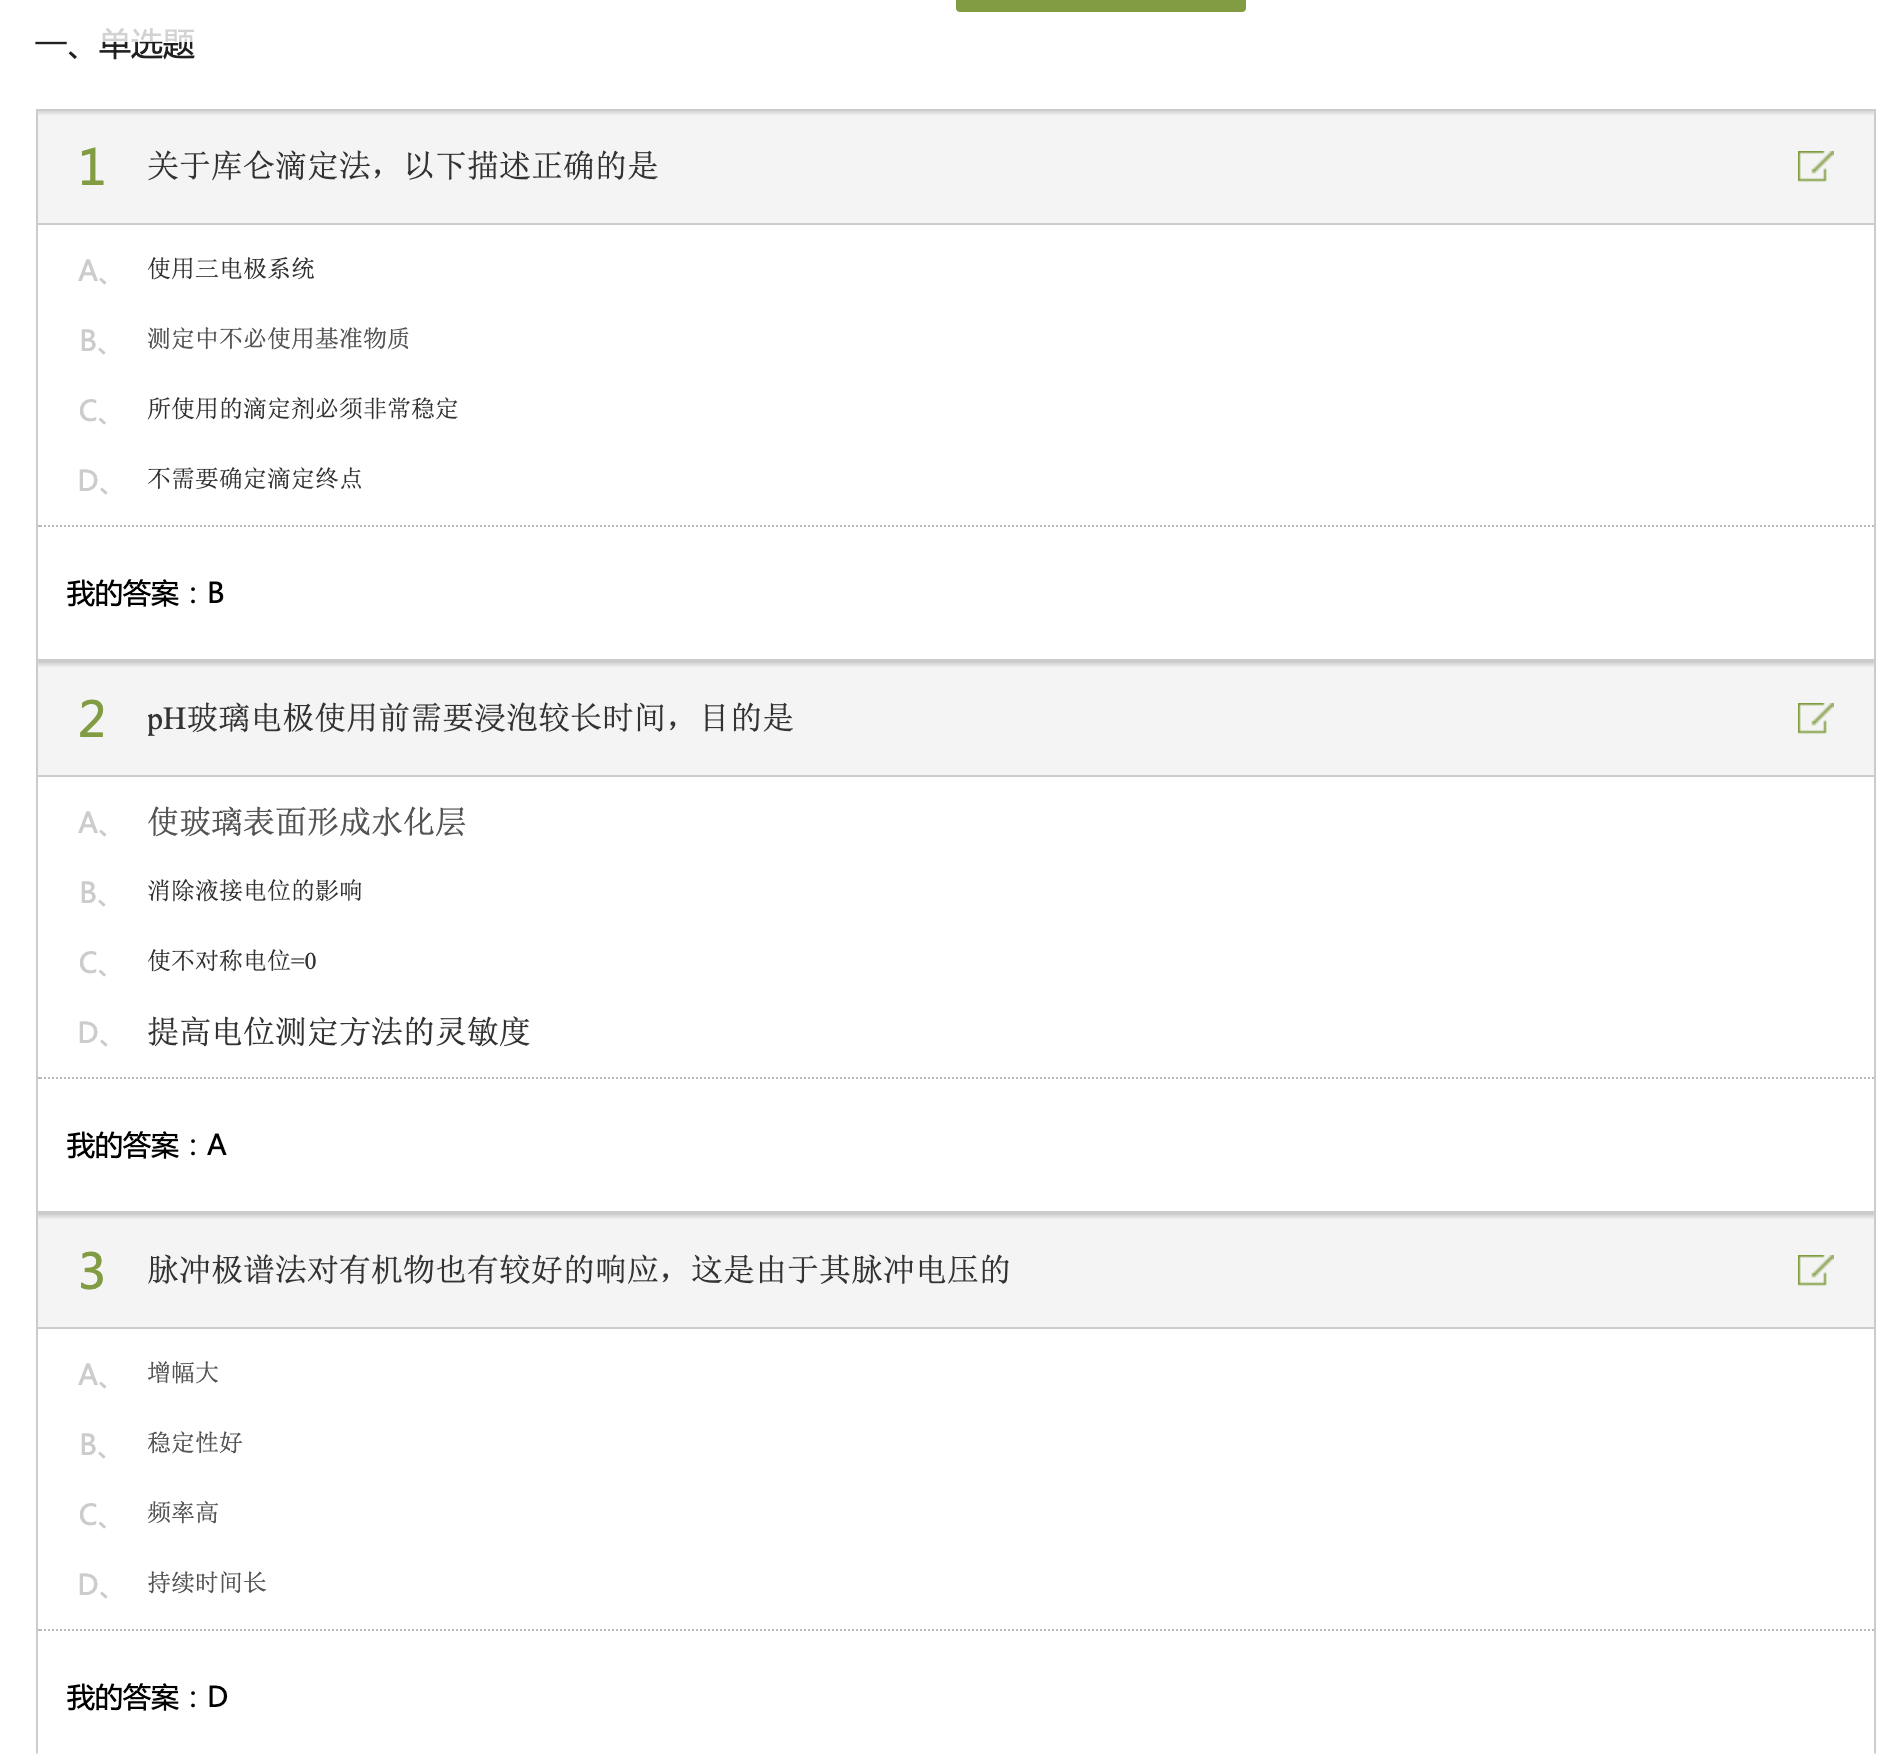 一、单选题
1 关于库仑滴定法，以下描述正确的是
A、 使用三电极系统
B、 测定中不必使用基准物质
C、 所使用的滴定剂必须非常稳定
D、 不需要确定滴定终点
我的答案：B
2 pH玻璃电极使用前需要浸泡较长时间，目的是
A、 使玻璃表面形成水化层
B、 消除液接电位的影响
C、 使不对称电位=0
D、 提高电位测定方法的灵敏度
我的答案：A
3 脉冲极谱法对有机物也有较好的响应，这是由于其脉冲电压的
A、 增幅大
B、 稳定性好
C、 频率高
D、 持续时间长
我的答案：D